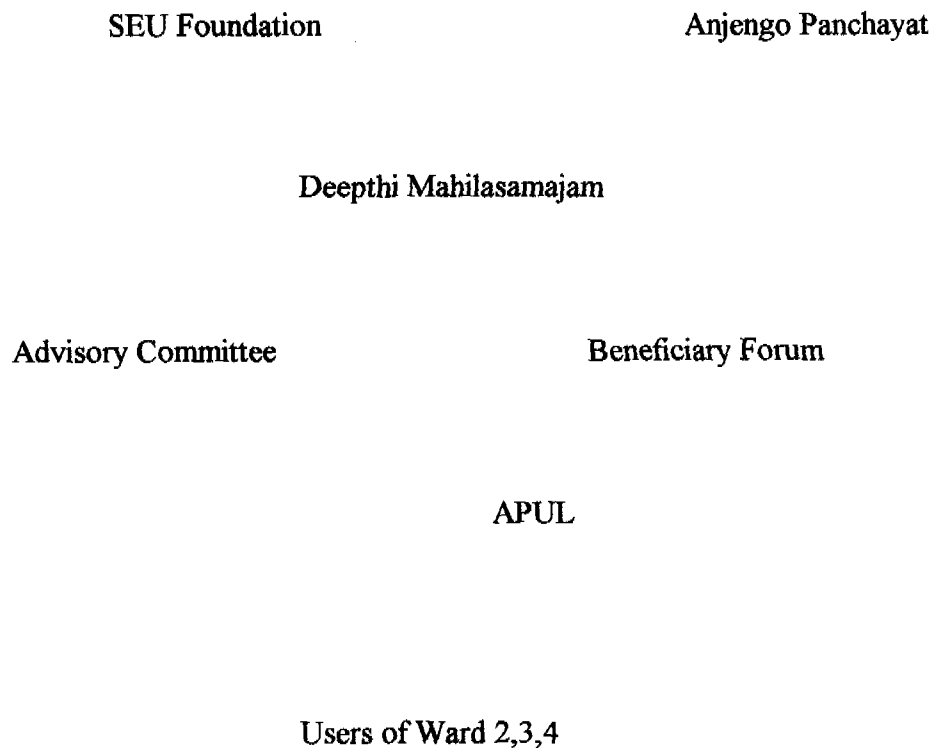 SEU Foundation Anjengo Panchayat
Deepthi Mahilasamajam
Advisory Committee Beneficiary Forum
APUL
Users of Ward 2,3,4